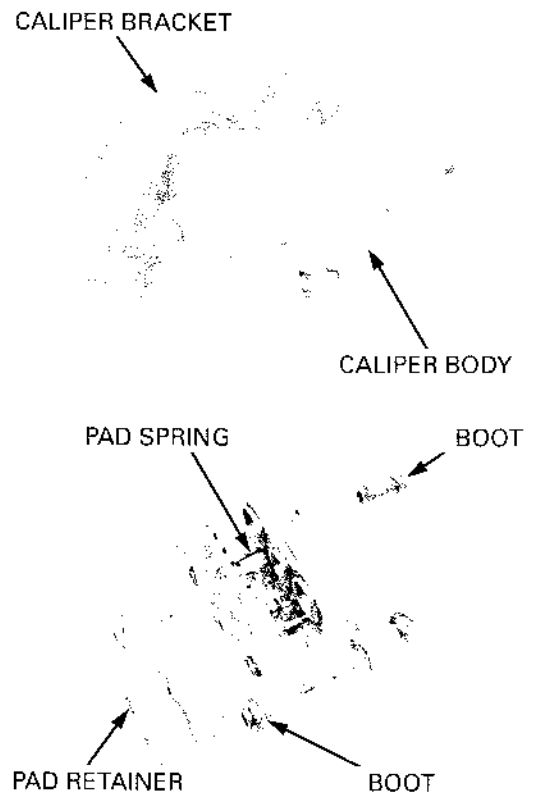 CALIPER BRACKET
CALIPER BODY
PAD SPRING
BOOT
PAD RETAINER
BOOT